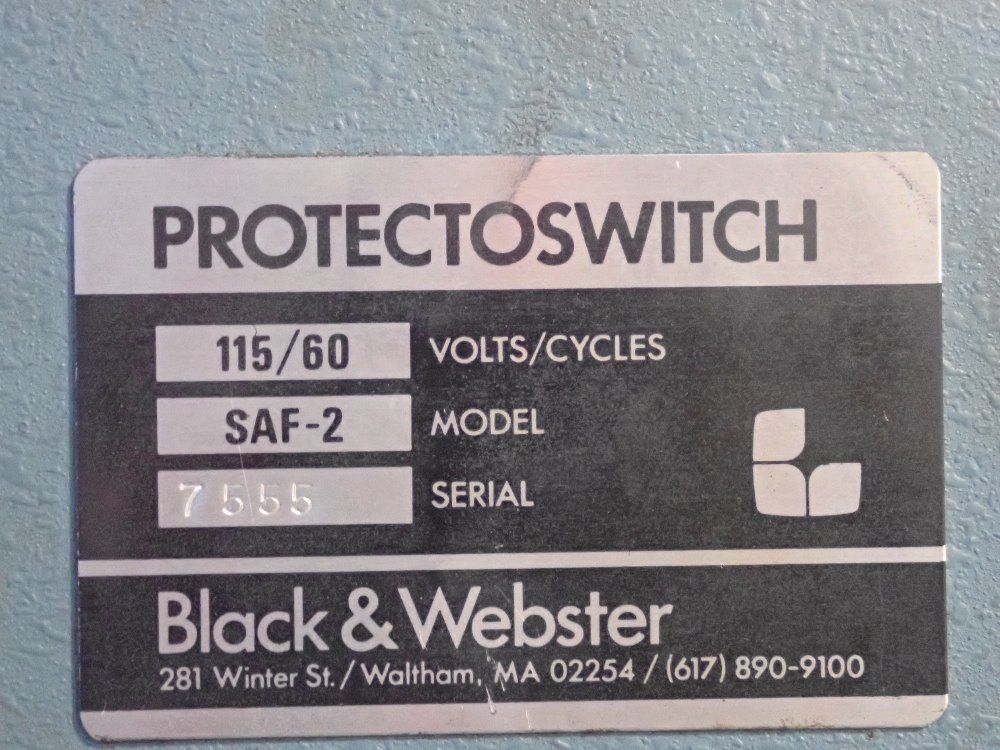 PROTECTOSWITCH
115/60 VOLTS/CYCLES
SAF-2 MODEL
7555 SERIAL
Black & Webster
281 Winter St. / Waltham, MA 02254 / (617) 890-9100